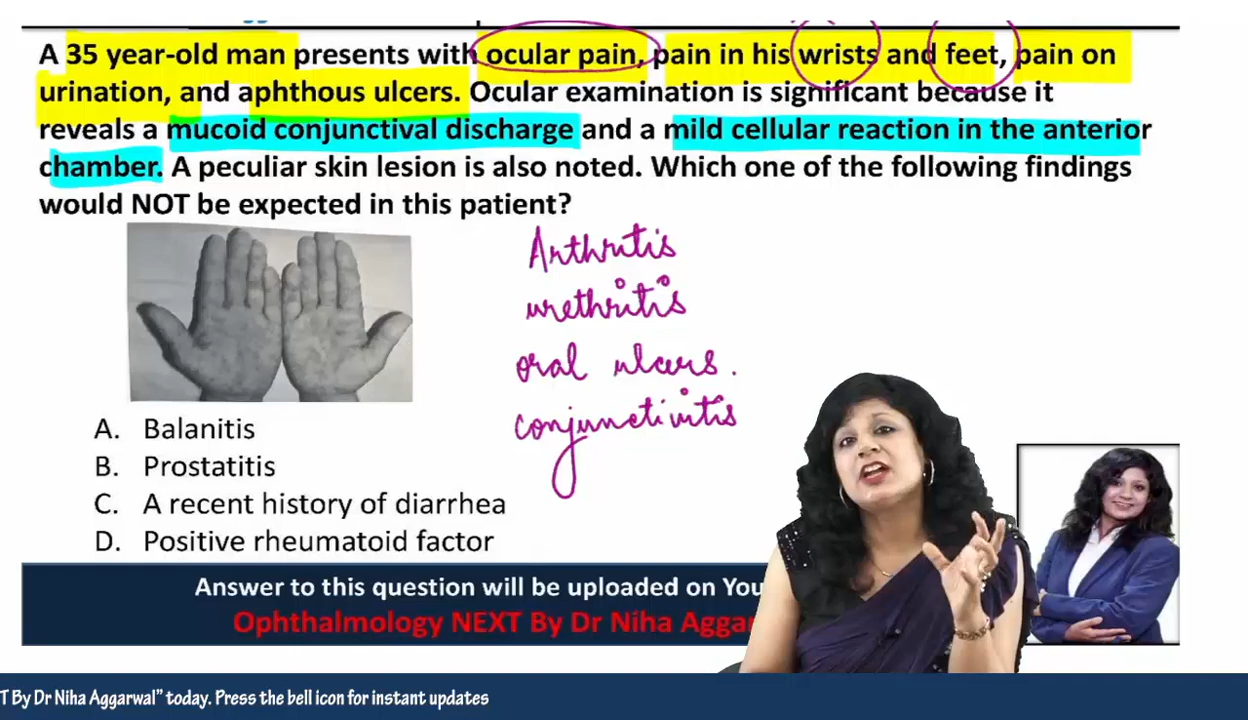 A 35 year-old man presents with ocular pain, pain in his wrists and feet, pain on
urination, and aphthous ulcers. Ocular examination is significant because it
reveals a mucoid conjunctival discharge and a mild cellular reaction in the anterior
chamber. A peculiar skin lesion is also noted. Which one of the following findings
would NOT be expected in this patient?
Arthritis
urethritis
oral ulcers.
conjunctivitis
A. Balanitis
B. Prostatitis
C. A recent history of diarrhea
D. Positive rheumatoid factor
Answer to this question will be uploaded on You
Ophthalmology NEXT By Dr Niha Aggar
T By Dr Niha Aggarwal” today. Press the bell icon for instant updates